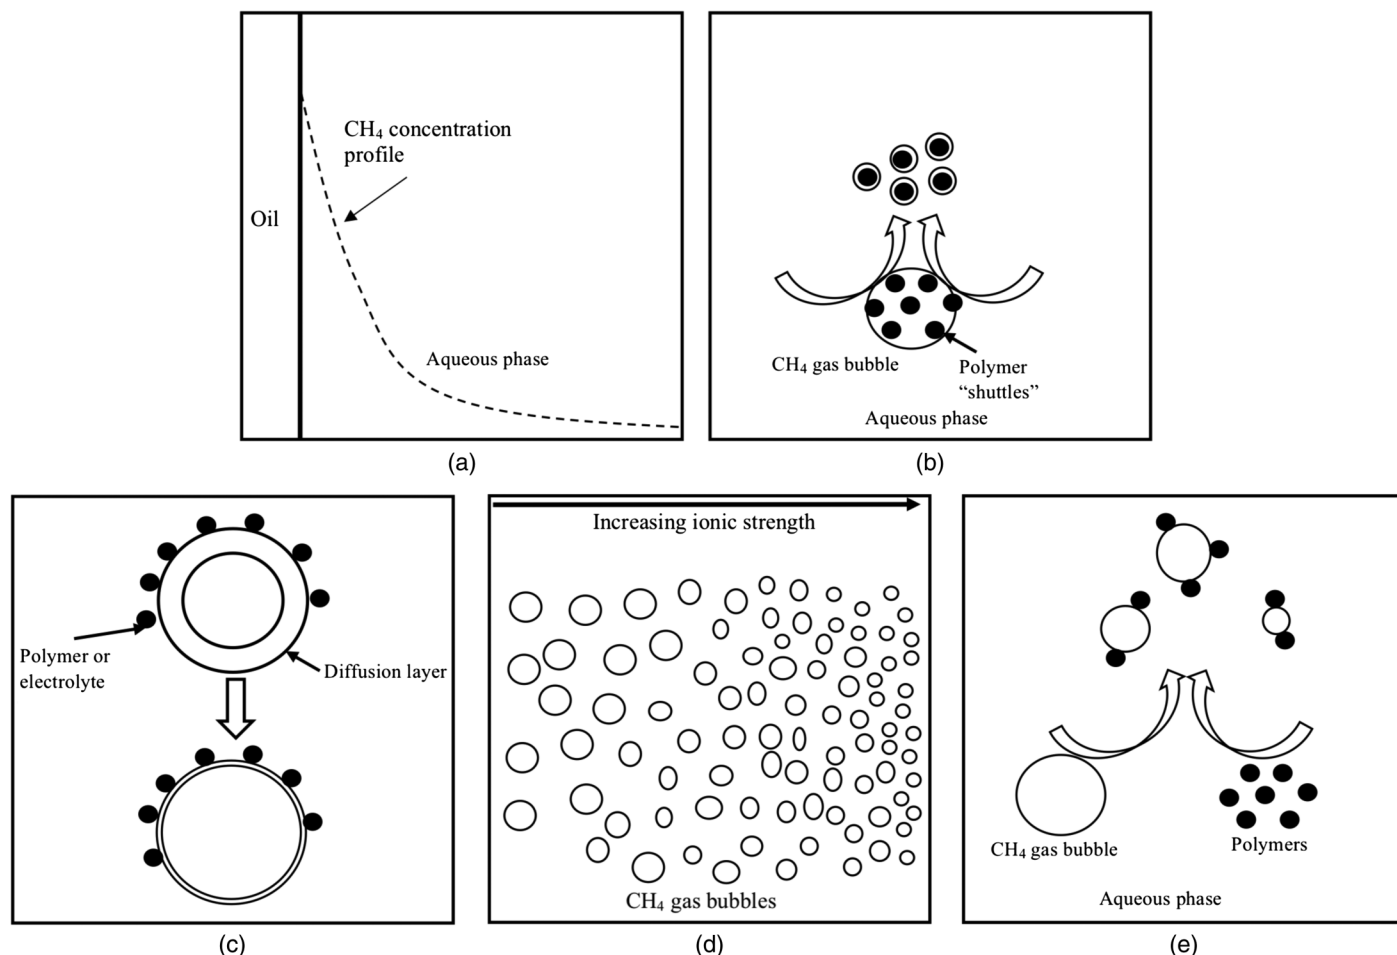 CH₄ concentration
profile
Oil
Aqueous phase
(a)
CH₄ gas bubble
Polymer
“shuttles”
Aqueous phase
(b)
Polymer or
electrolyte
Diffusion layer
(c)
Increasing ionic strength
CH₄ gas bubbles
(d)
CH₄ gas bubble
Polymers
Aqueous phase
(e)